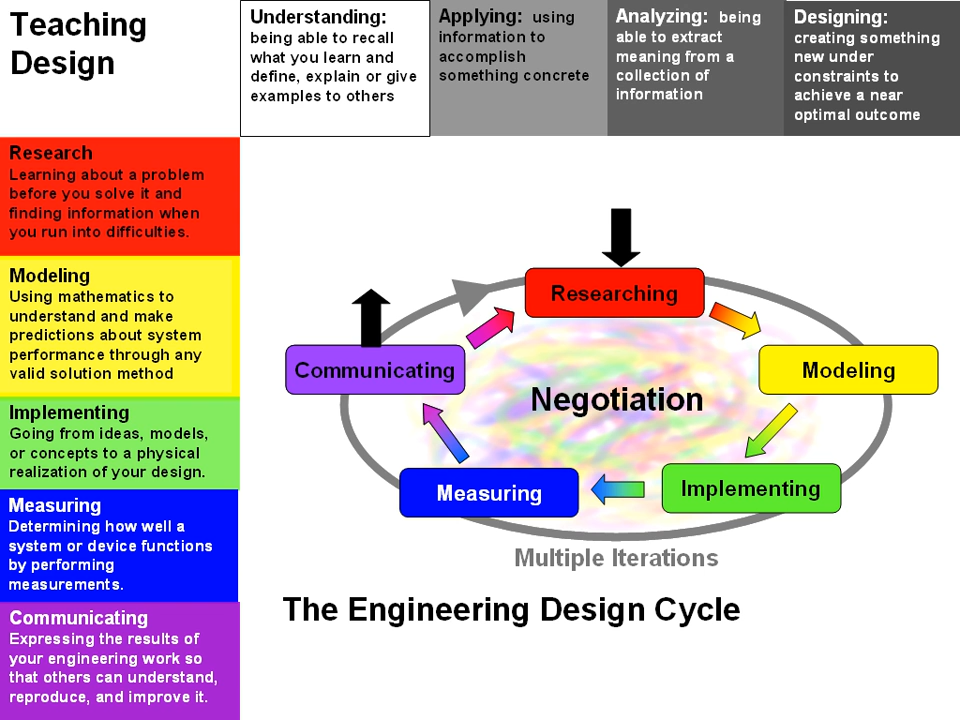 Teaching
Design
Understanding:
being able to recall
what you learn and
define, explain or give
examples to others
Applying: using
information to
accomplish
something concrete
Analyzing: being
able to extract
meaning from a
collection of
information
Designing:
creating something
new under
constraints to
achieve a near
optimal outcome
Research
Learning about a problem
before you solve it and
finding information when
you run into difficulties.
Modeling
Using mathematics to
understand and make
predictions about system
performance through any
valid solution method
Implementing
Going from ideas, models,
or concepts to a physical
realization of your design.
Measuring
Determining how well a
system or device functions
by performing
measurements.
Communicating
Expressing the results of
your engineering work so
that others can understand,
reproduce, and improve it.
Researching
Communicating
Modeling
Negotiation
Measuring
Implementing
Multiple Iterations
The Engineering Design Cycle